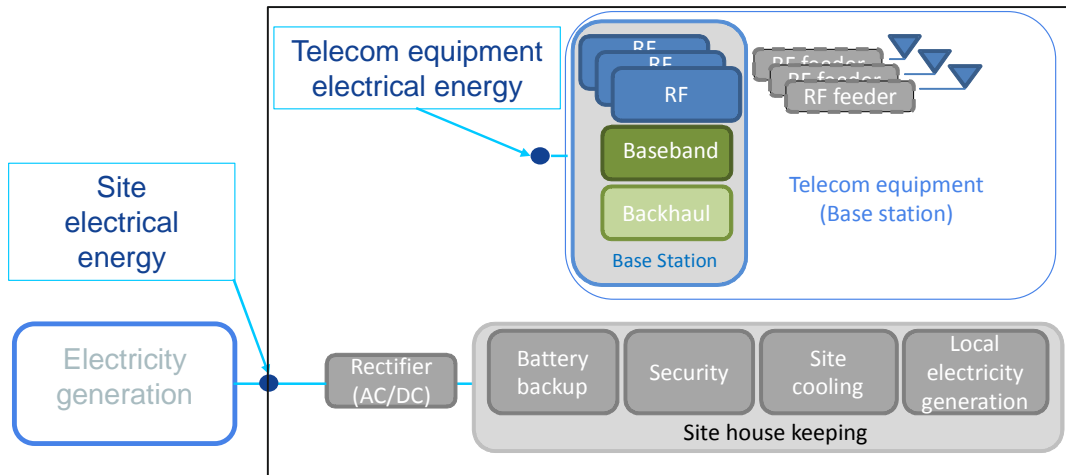 Telecom equipment
electrical energy
RF
RF
RF
Baseband
Backhaul
Base Station
RF feeder
RF feeder
RF feeder
Telecom equipment
(Base station)
Site
electrical
energy
Electricity
generation
Rectifier
(AC/DC)
Battery
backup
Security
Site
cooling
Local
electricity
generation
Site house keeping